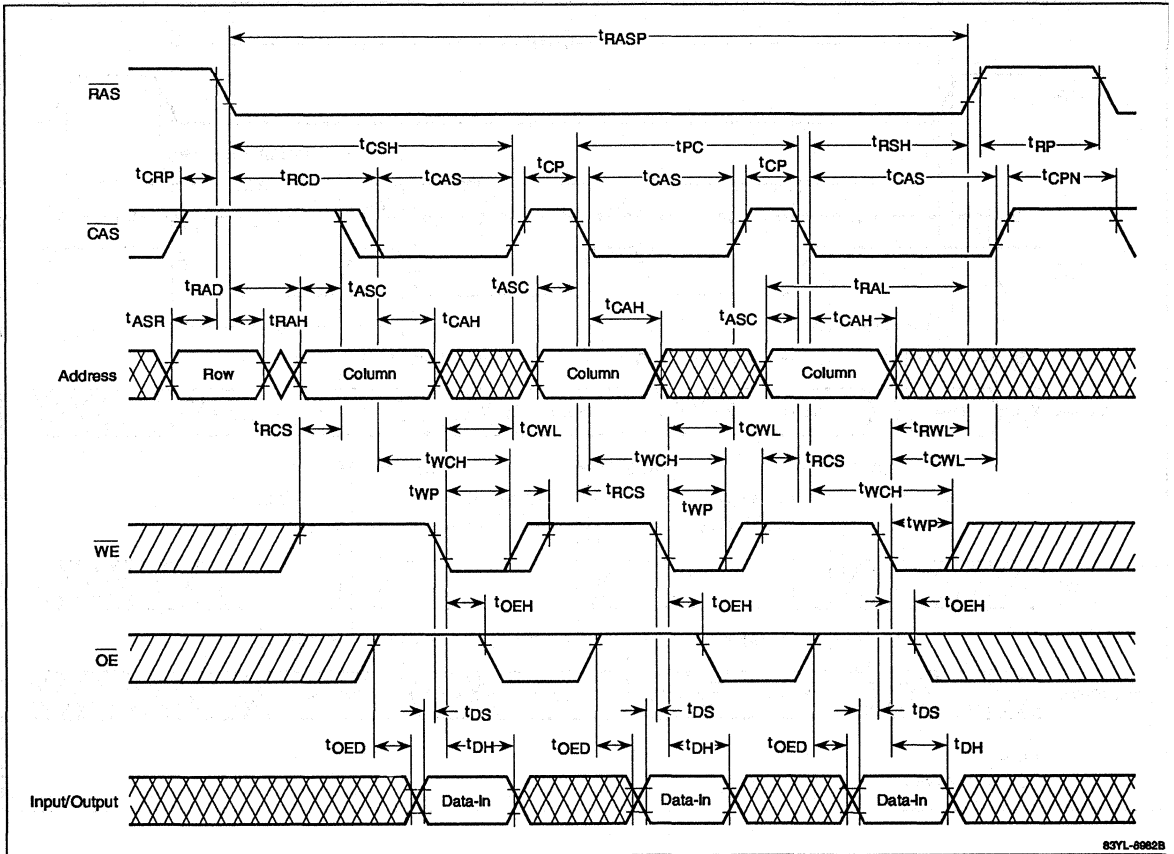 tRASP
RAS
tCSH tPC tRSH tRP
tCRP tRCD tCAS tCP tCAS tCP tCAS tCPN
CAS
tRAD tASC tASC tRAL
tASR tRAH tCAH tCAH tASC tCAH
Address Row Column Column Column
tRCS tCWL tCWL tRWL
tWCH tWCH tRCS tCWL
tWP tRCS tWP tWCH
tWP
WE
tOEH tOEH tOEH
OE
tDS tDS tDS
tOED tDH tOED tDH tOED tDH
Input/Output Data-In Data-In Data-In
83YL-8982B